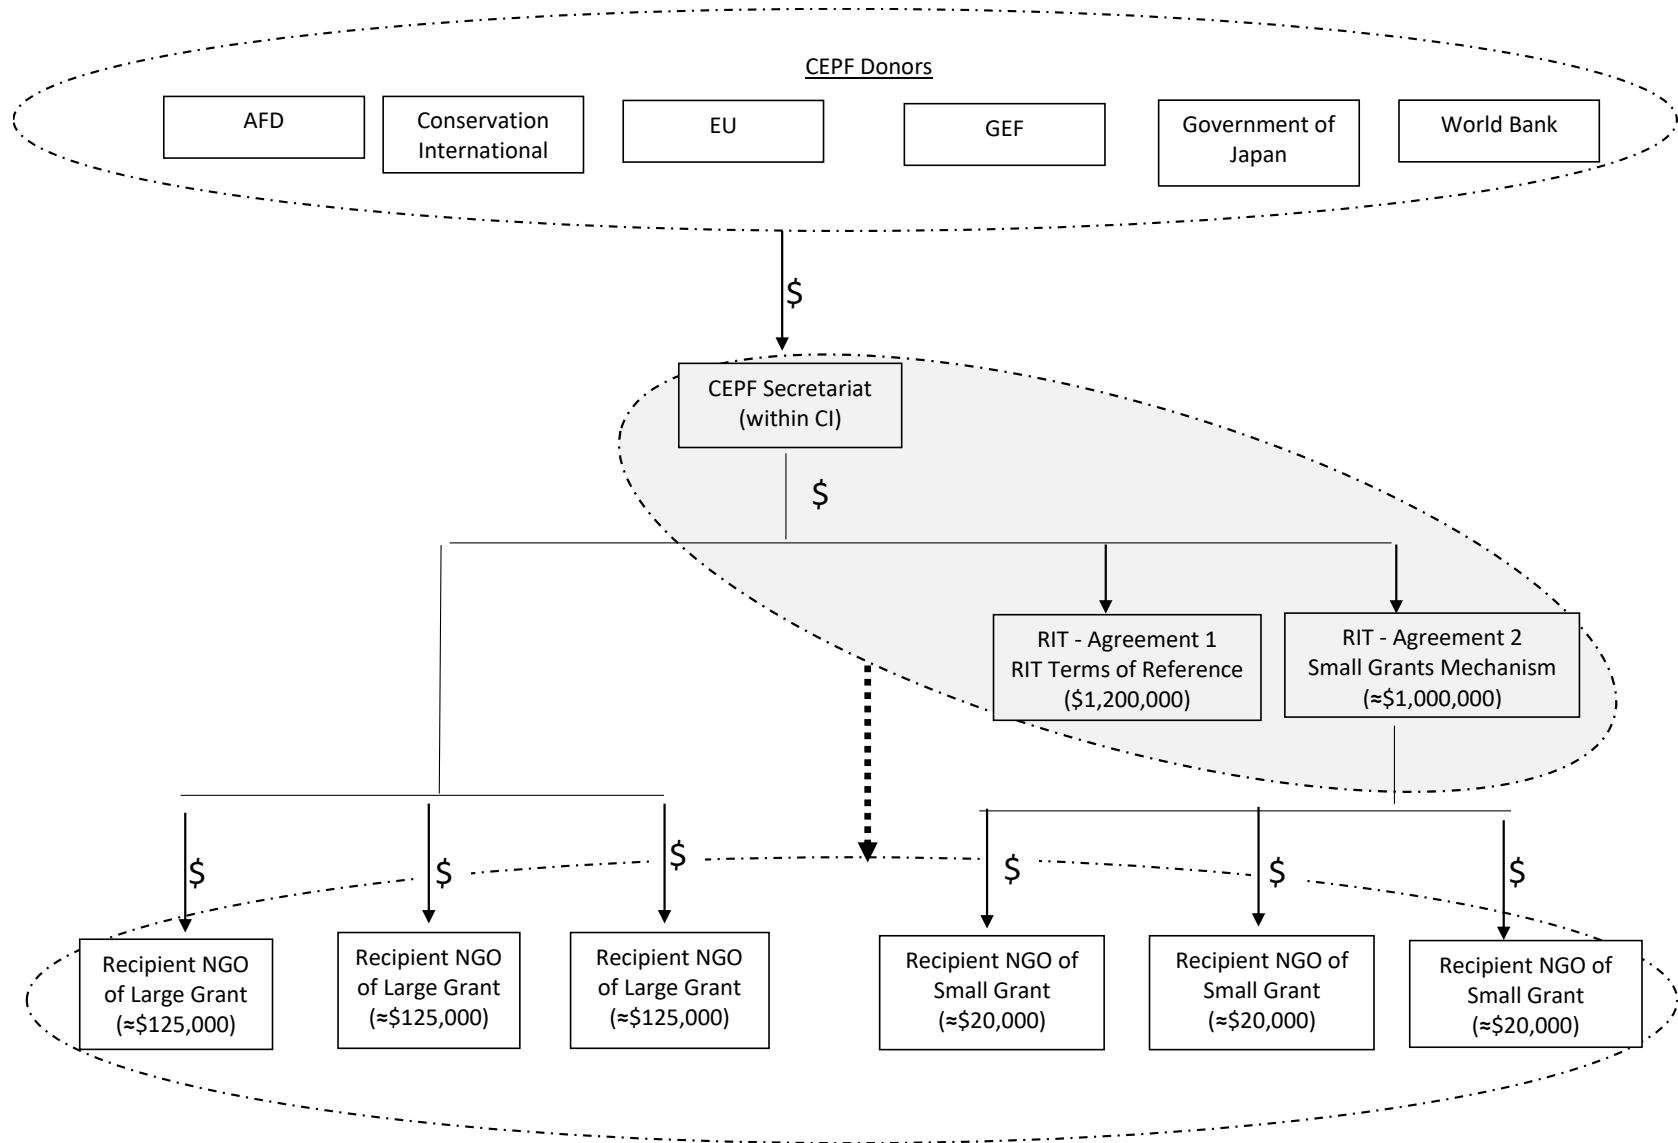 CEPF Donors
AFD
Conservation
International
EU
GEF
Government of
Japan
World Bank
$
CEPF Secretariat
(within CI)
$
RIT - Agreement 1
RIT Terms of Reference
($1,200,000)
RIT - Agreement 2
Small Grants Mechanism
(≈$1,000,000)
$
$
$
$
$
$
Recipient NGO
of Large Grant
(≈$125,000)
Recipient NGO
of Large Grant
(≈$125,000)
Recipient NGO
of Large Grant
(≈$125,000)
Recipient NGO of
Small Grant
(≈$20,000)
Recipient NGO of
Small Grant
(≈$20,000)
Recipient NGO of
Small Grant
(≈$20,000)